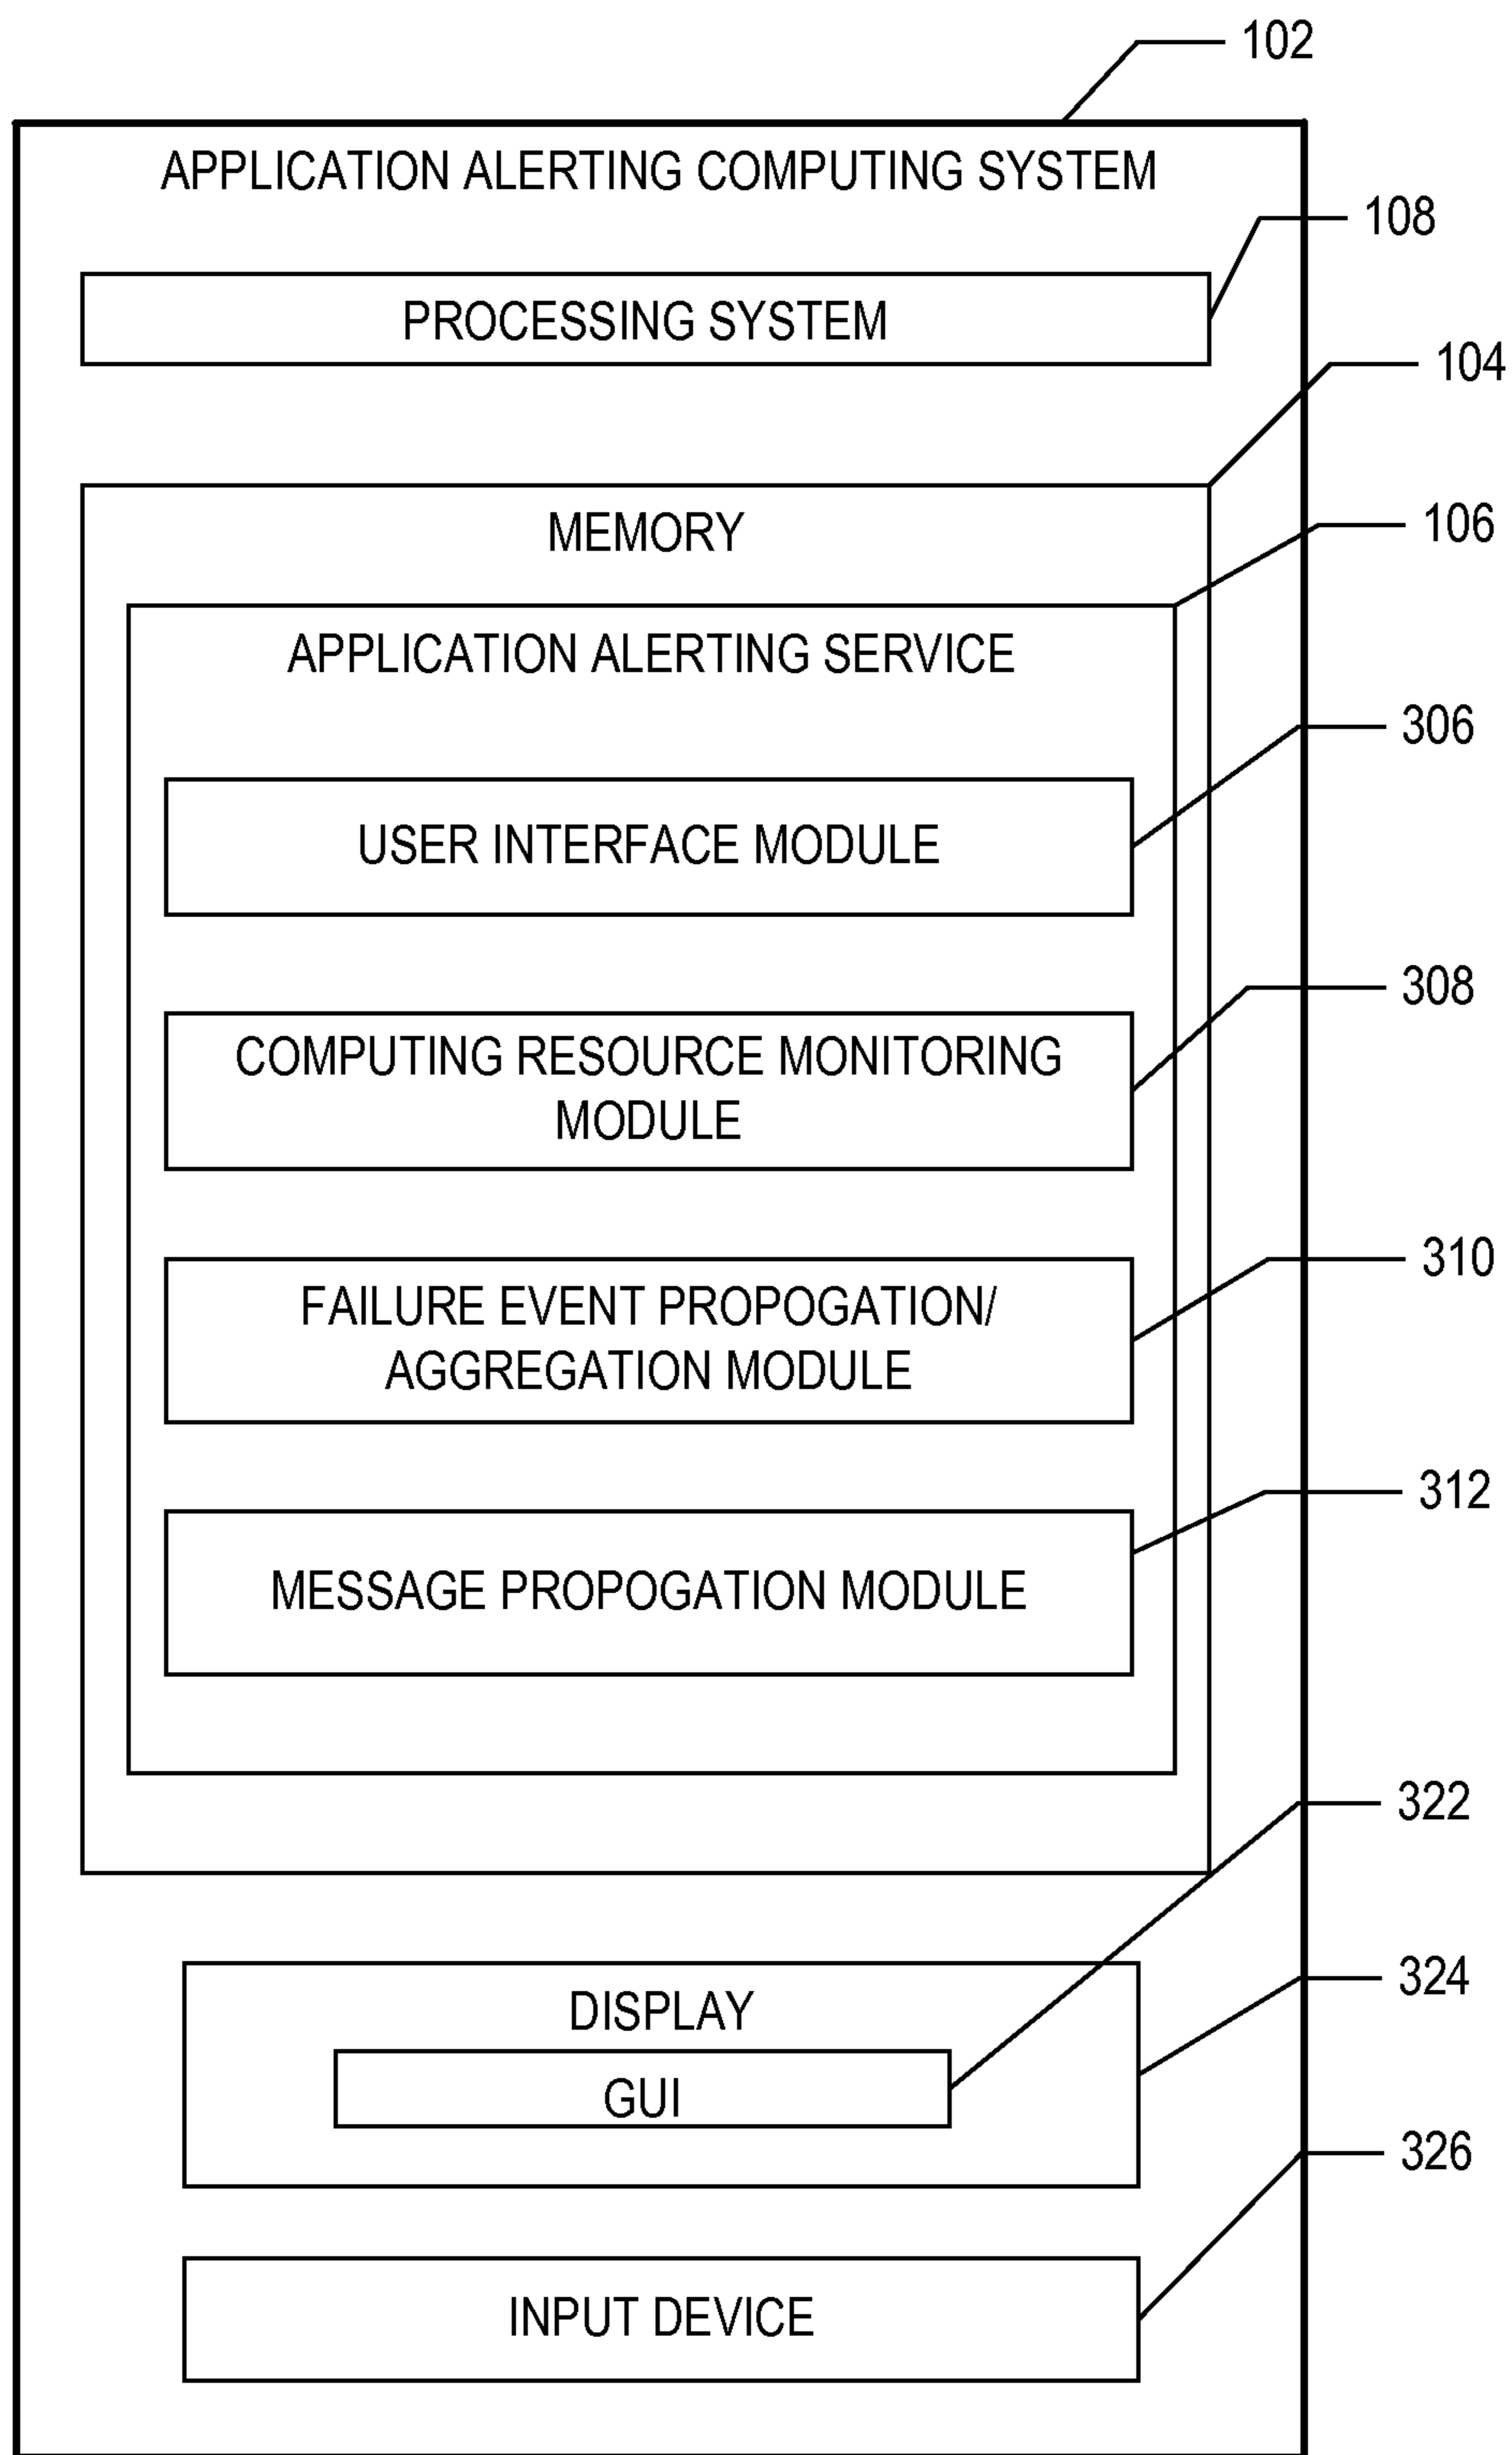 102
APPLICATION ALERTING COMPUTING SYSTEM
108
PROCESSING SYSTEM
104
MEMORY
106
APPLICATION ALERTING SERVICE
306
USER INTERFACE MODULE
308
COMPUTING RESOURCE MONITORING
MODULE
310
FAILURE EVENT PROPOGATION/
AGGREGATION MODULE
312
MESSAGE PROPOGATION MODULE
322
324
DISPLAY
GUI
326
INPUT DEVICE